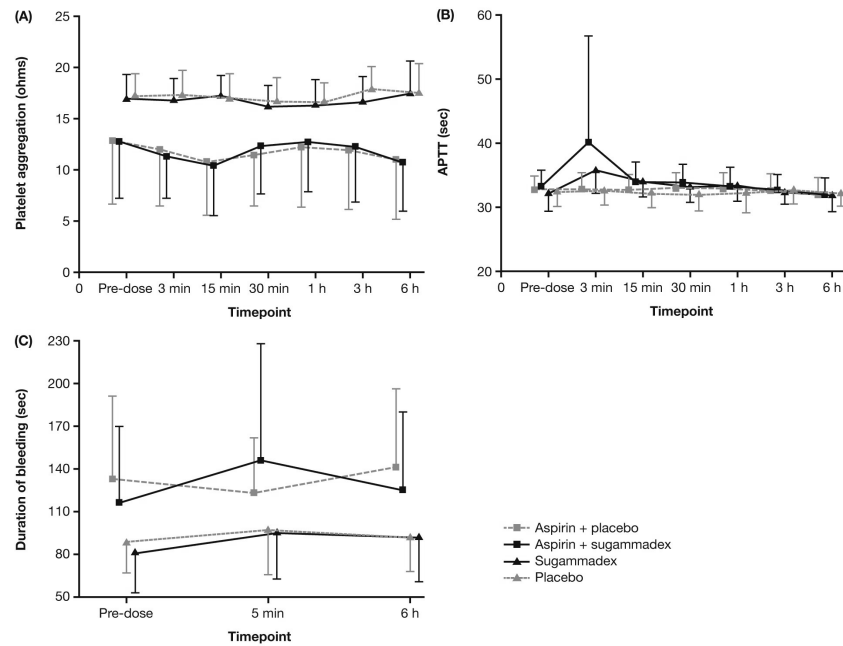 (A)
Platelet aggregation (ohms)
25
20
15
10
5
0
0 Pre-dose 3 min 15 min 30 min 1 h 3 h 6 h
Timepoint
(B)
APTT (sec)
60
50
40
30
20
0 Pre-dose 3 min 15 min 30 min 1 h 3 h 6 h
Timepoint
(C)
Duration of bleeding (sec)
230
200
170
140
110
80
50
Pre-dose 5 min 6 h
Timepoint
Aspirin + placebo
Aspirin + sugammadex
Sugammadex
Placebo